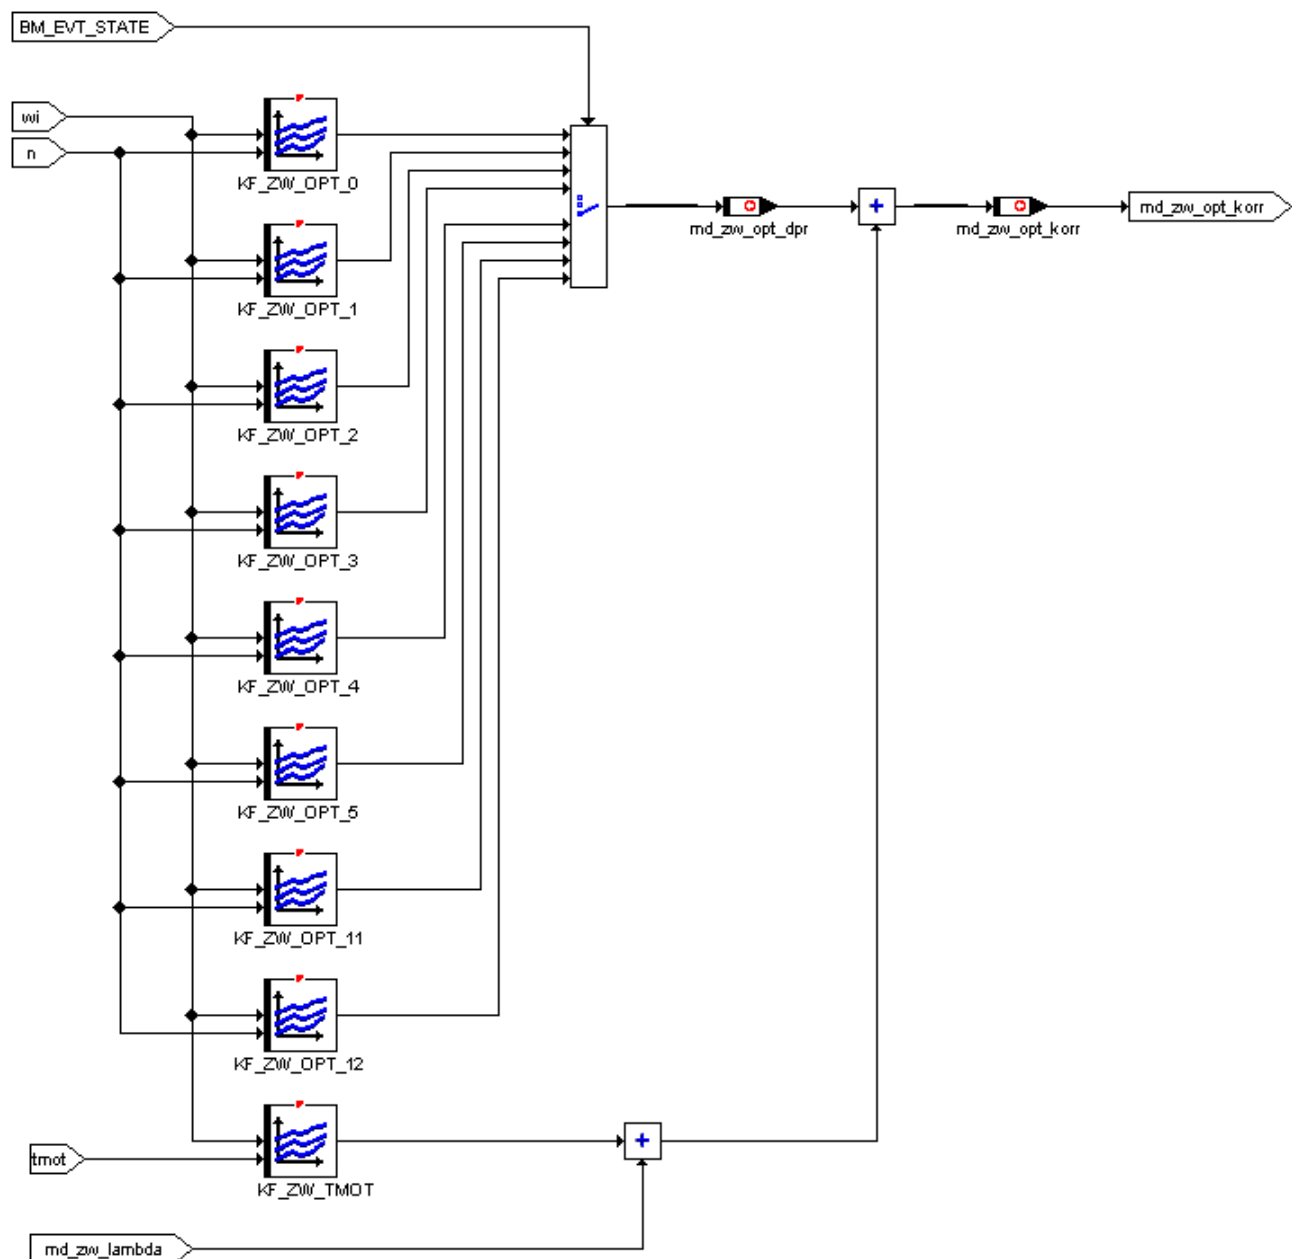 BM_EVT_STATE
wi
n
KF_ZW_OPT_0
md_zw_opt_dpr
md_zw_opt_korr
md_zw_opt_korr
KF_ZW_OPT_1
KF_ZW_OPT_2
KF_ZW_OPT_3
KF_ZW_OPT_4
KF_ZW_OPT_5
KF_ZW_OPT_11
KF_ZW_OPT_12
tmot
KF_ZW_TMOT
md_zw_lambda